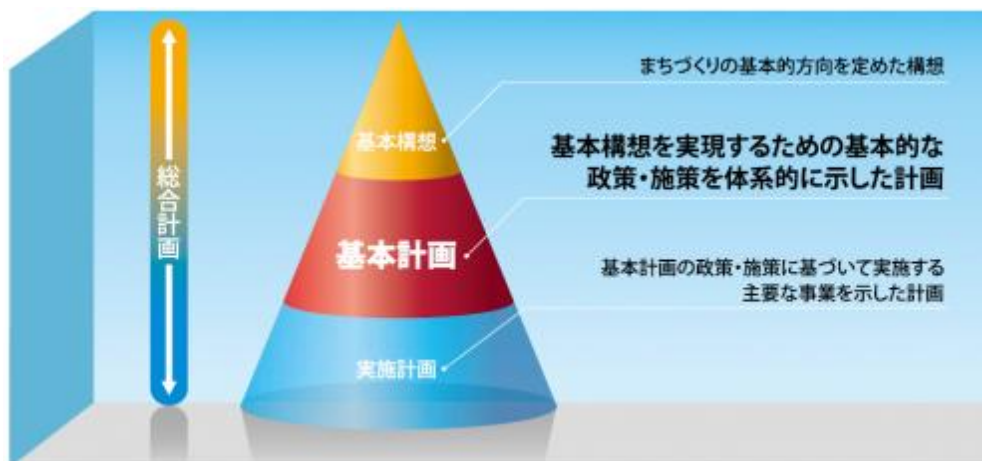 総合計画
基本構想
まちづくりの基本的方向を定めた構想
基本計画
基本構想を実現するための基本的な
政策・施策を体系的に示した計画
実施計画
基本計画の政策・施策に基づいて実施する
主要な事業を示した計画